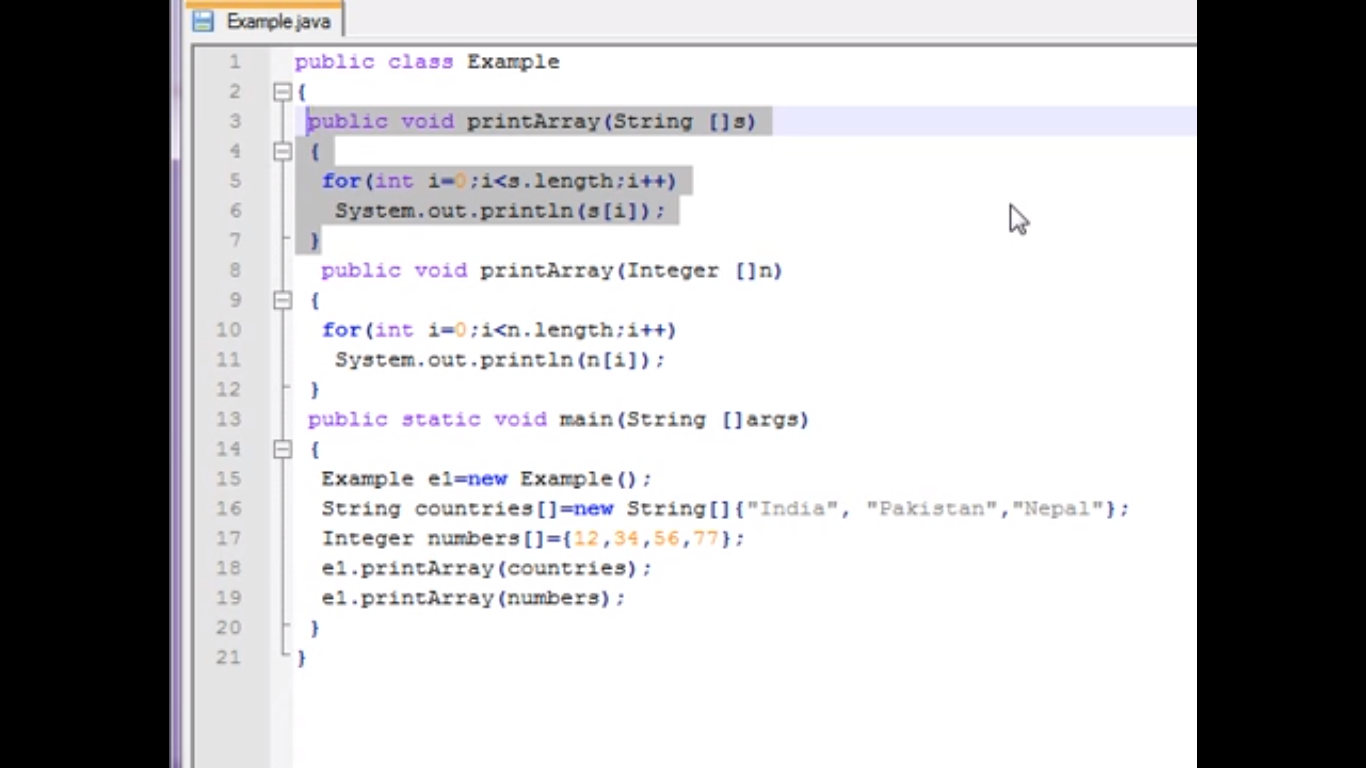 Example.java
1 public class Example
2 {
3 public void printArray(String []s)
4 {
5 for(int i=0;i<s.length;i++)
6 System.out.println(s[i]);
7 }
8 public void printArray(Integer []n)
9 {
10 for(int i=0;i<n.length;i++)
11 System.out.println(n[i]);
12 }
13 public static void main(String []args)
14 {
15 Example e1=new Example();
16 String countries[]=new String[]{"India", "Pakistan","Nepal"};
17 Integer numbers[]={12,34,56,77};
18 e1.printArray(countries);
19 e1.printArray(numbers);
20 }
21 }